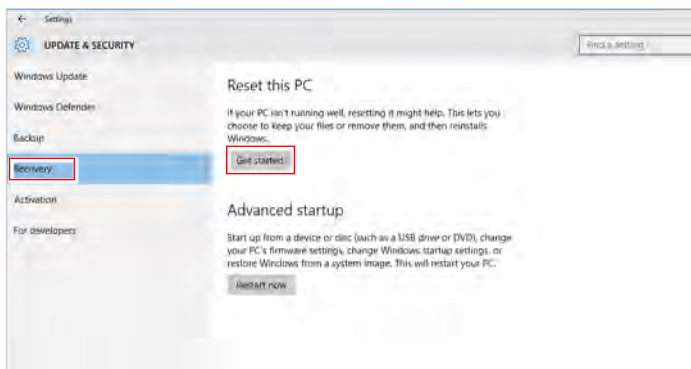 Settings
UPDATE & SECURITY
Find a setting
Windows Update
Windows Defender
Backup
Recovery
Activation
For developers
Reset this PC
If your PC isn't running well, resetting it might help. This lets you
choose to keep your files or remove them, and then reinstalls
Windows.
Get started
Advanced startup
Start up from a device or disc (such as a USB drive or DVD), change
your PC's firmware settings, change Windows startup settings, or
restore Windows from a system image. This will restart your PC.
Restart now